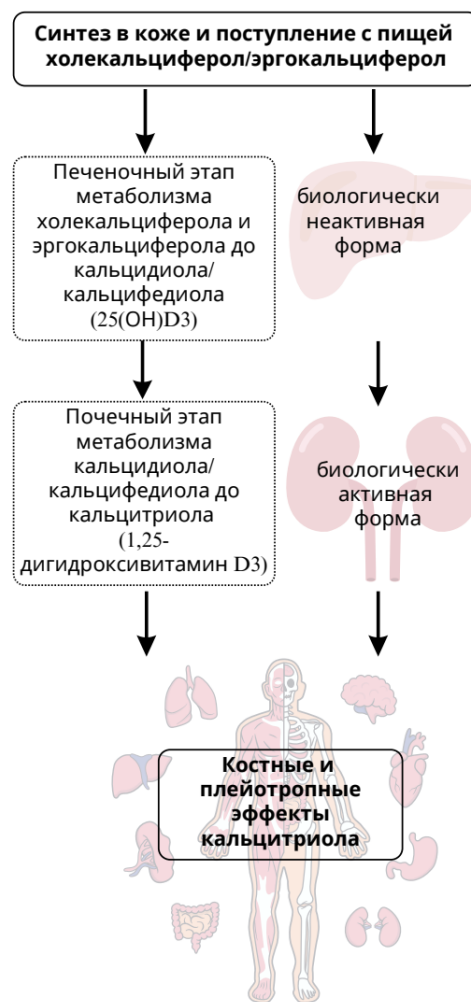 Синтез в коже и поступление с пищей
холекальциферол/эргокальциферол
Печеночный этап
метаболизма
холекальциферола и
эргокальциферола до
кальцидиола/
кальцифедиола
(25(OH)D3)
биологически
неактивная
форма
Почечный этап
метаболизма
кальцидиола/
кальцифедиола до
кальцитриола
(1,25-
дигидроксивитамин D3)
биологически
активная
форма
Костные и
плейотропные
эффекты
кальцитриола